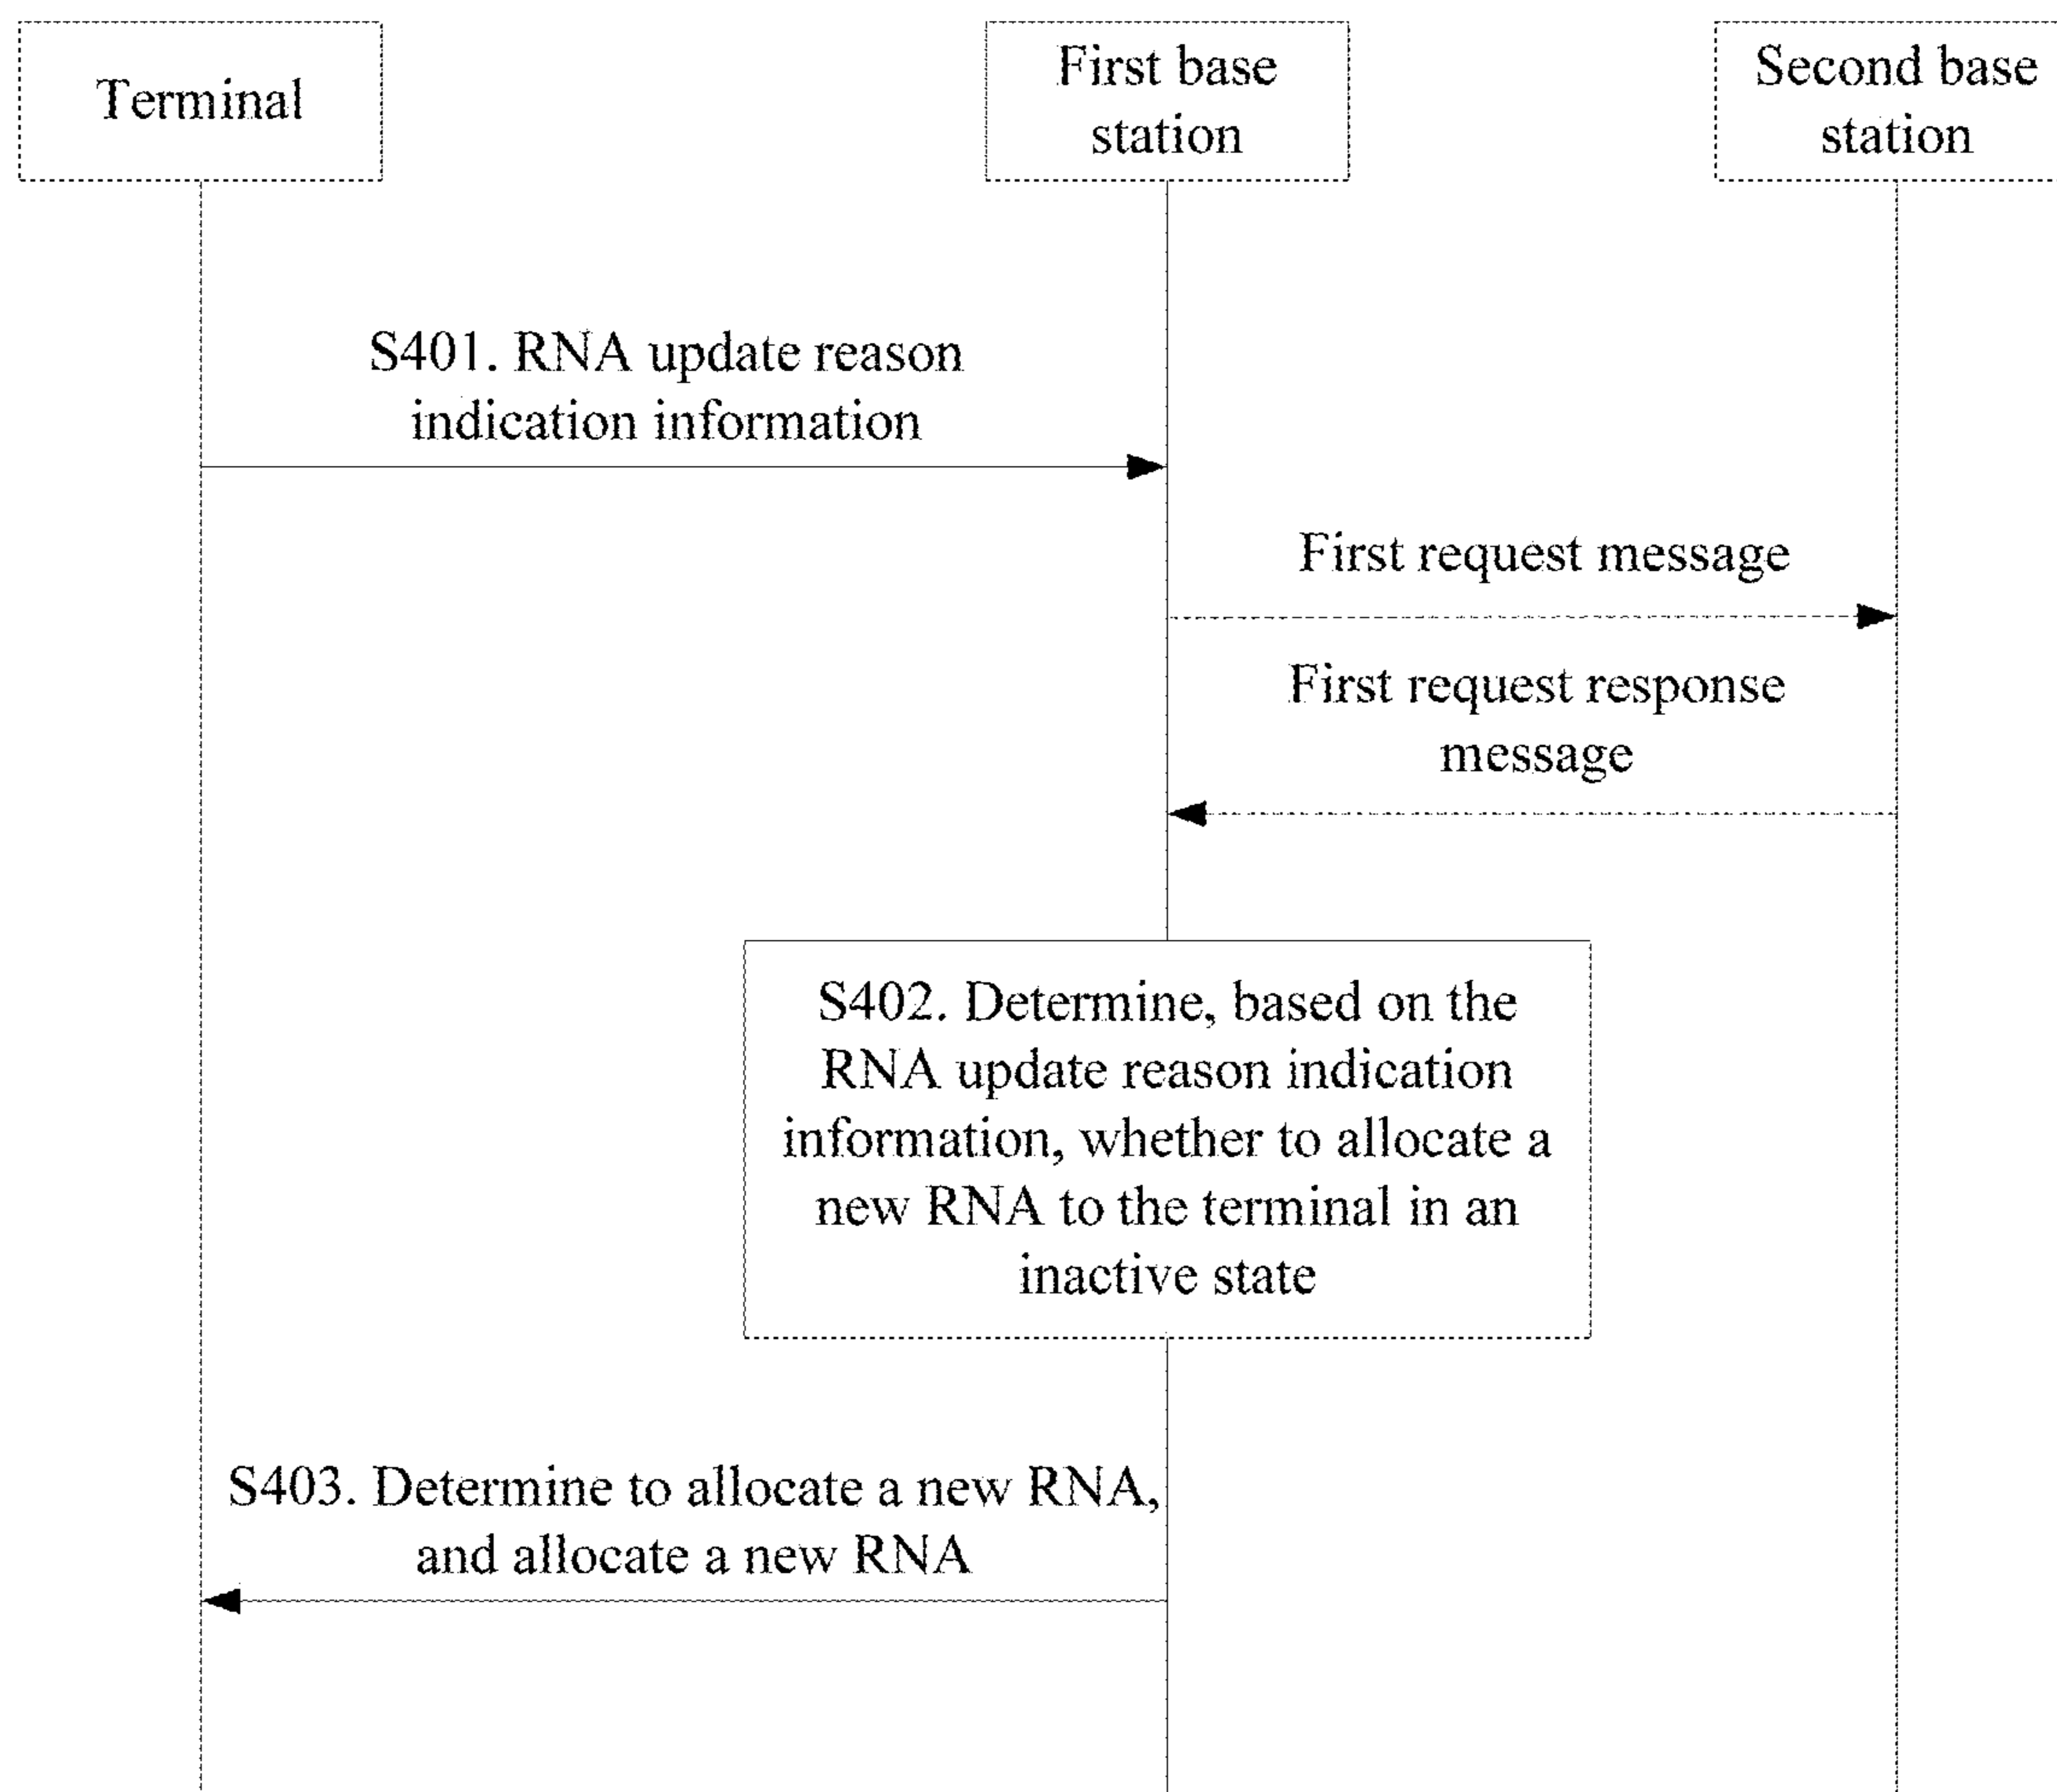 Terminal
First base
station
Second base
station
S401. RNA update reason
indication information
First request message
First request response
message
S402. Determine, based on the
RNA update reason indication
information, whether to allocate a
new RNA to the terminal in an
inactive state
S403. Determine to allocate a new RNA,
and allocate a new RNA